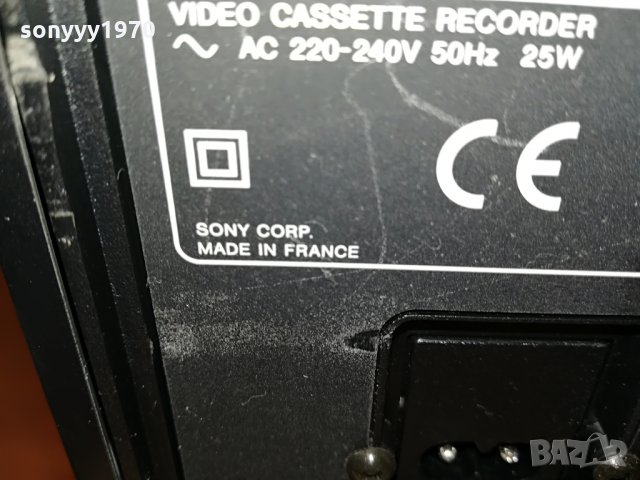 sonyyy1970
VIDEO CASSETTE RECORDER
～ AC 220-240V 50Hz 25W
CE
SONY CORP.
MADE IN FRANCE
BAZAR